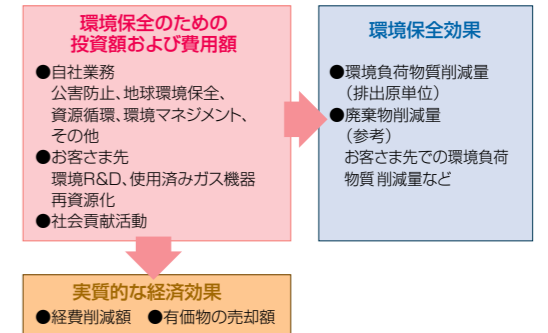 環境保全のための
投資額および費用額
●自社業務
公害防止、地球環境保全、
資源循環、環境マネジメント、
その他
●お客さま先
環境R&D、使用済みガス機器
再資源化
●社会貢献活動
環境保全効果
●環境負荷物質削減量
（排出原単位）
●廃棄物削減量
（参考）
お客さま先での環境負荷
物質削減量など
実質的な経済効果
●経費削減額 ●有価物の売却額